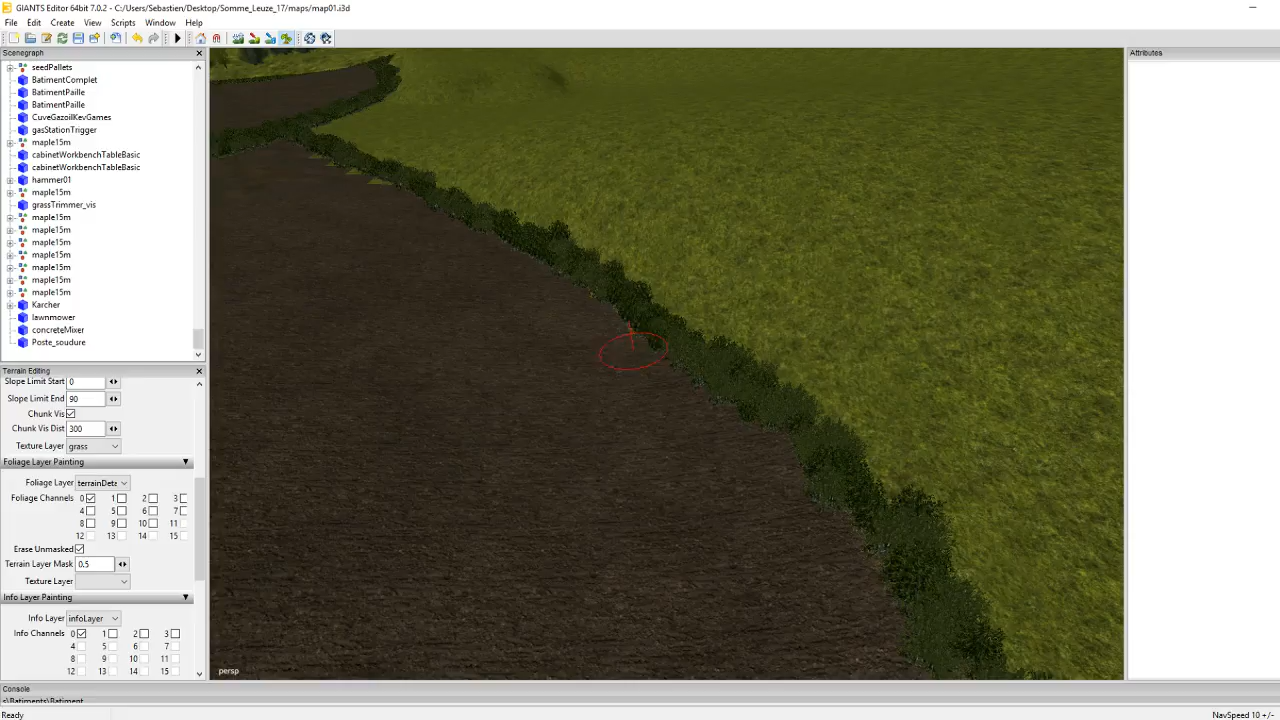 GIANTS Editor 64bit 7.0.2 - C:/Users/Sebastien/Desktop/Somme_Leuze_17/maps/map01.i3d
File Edit Create View Scripts Window Help
Scenegraph
seedPallets
BatimentComplet
BatimentPaille
BatimentPaille
CuveGazoilKevGames
gasStationTrigger
maple15m
cabinetWorkbenchTableBasic
cabinetWorkbenchTableBasic
hammer01
maple15m
grassTrimmer_vis
maple15m
maple15m
maple15m
maple15m
maple15m
maple15m
maple15m
Karcher
lawnmower
concreteMixer
Poste_soudure
Terrain Editing
Slope Limit Start 0
Slope Limit End 90
Chunk Vis
Chunk Vis Dist 300
Texture Layer grass
Foliage Layer Painting
Foliage Layer terrainDeta
Foliage Channels 0 1 2 3
4 5 6 7
8 9 10 11
12 13 14 15
Erase Unmasked
Terrain Layer Mask 0.5
Texture Layer
Info Layer Painting
Info Layer infoLayer
Info Channels 0 1 2 3
4 5 6 7
8 9 10 11
12 13 14 15
persp
Attributes
Console
s\Batiments\Batiment
Ready
NavSpeed 10 +/-